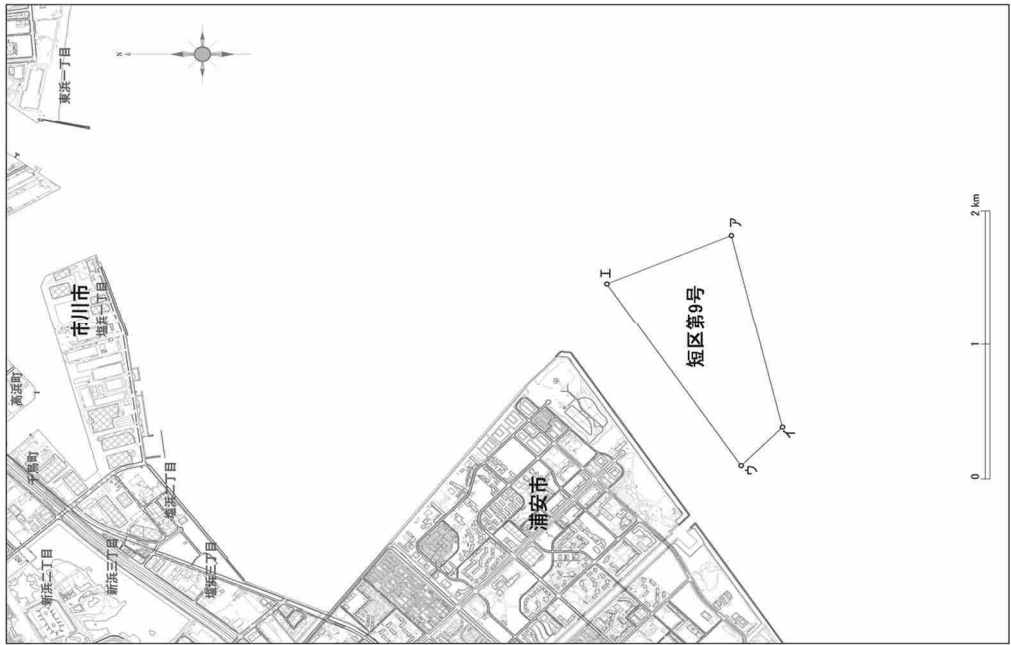 東浜一丁目
N
市川市
塩浜一丁目
高浜町
千鳥町
塩浜二丁目
新浜二丁目
新浜三丁目
塩浜三丁目
浦安市
エ
ア
短区第9号
イ
ウ
0 1 2 km